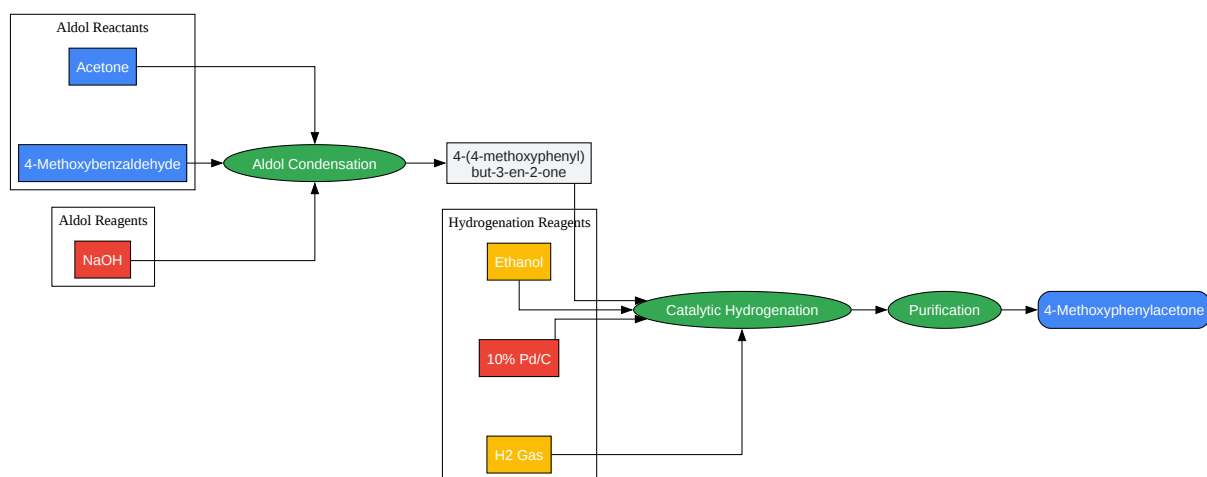 Aldol Reactants
Acetone
4-Methoxybenzaldehyde
Aldol Condensation
4-(4-methoxyphenyl)
but-3-en-2-one
Aldol Reagents
NaOH
Hydrogenation Reagents
Ethanol
10% Pd/C
H2 Gas
Catalytic Hydrogenation
Purification
4-Methoxyphenylacetone